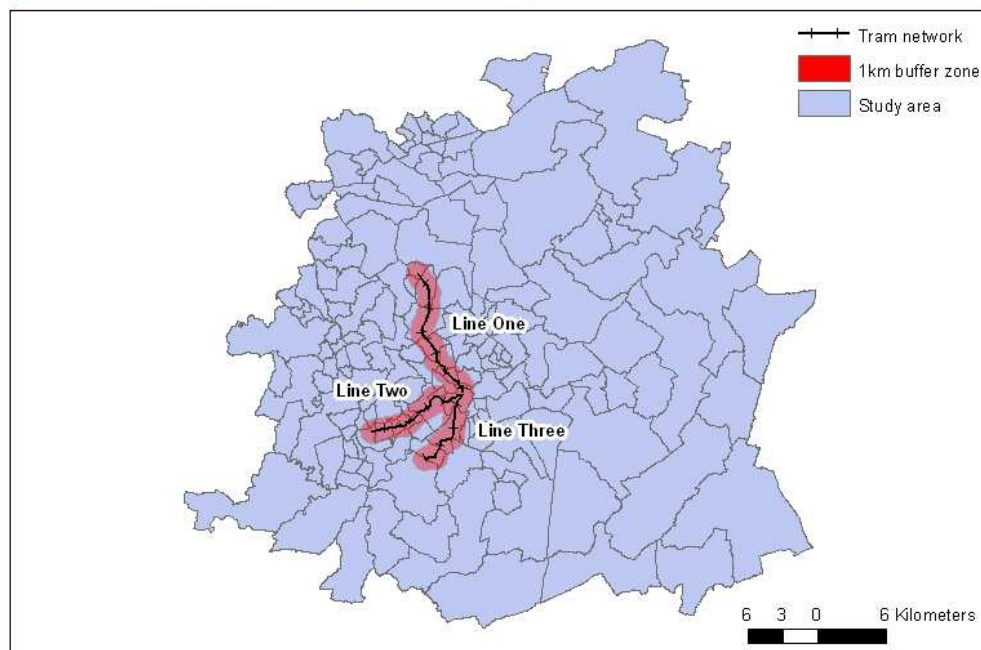 Tram network
1km buffer zone
Study area
Line One
Line Two
Line Three
6 3 0 6 Kilometers